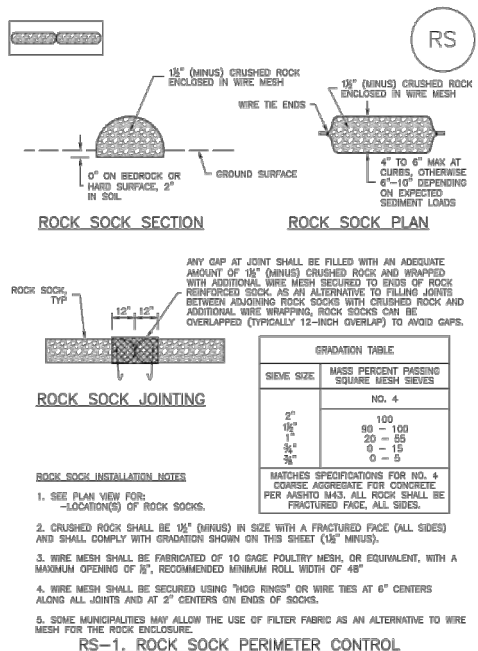 RS
1½" (MINUS) CRUSHED ROCK
ENCLOSED IN WIRE MESH
1½" (MINUS) CRUSHED ROCK
ENCLOSED IN WIRE MESH
WIRE TIE ENDS
0" ON BEDROCK OR
HARD SURFACE, 2"
IN SOIL
GROUND SURFACE
4" TO 6" MAX AT
CURBS, OTHERWISE
6"-10" DEPENDING
ON EXPECTED
SEDIMENT LOADS
ROCK SOCK SECTION
ROCK SOCK PLAN
ANY GAP AT JOINT SHALL BE FILLED WITH AN ADEQUATE
AMOUNT OF 1½" (MINUS) CRUSHED ROCK AND WRAPPED
WITH ADDITIONAL WIRE MESH SECURED TO ENDS OF ROCK
REINFORCED SOCK. AS AN ALTERNATIVE TO FILLING JOINTS
BETWEEN ADJOINING ROCK SOCKS WITH CRUSHED ROCK AND
ADDITIONAL WIRE WRAPPING, ROCK SOCKS CAN BE
OVERLAPPED (TYPICALLY 12-INCH OVERLAP) TO AVOID GAPS.
ROCK SOCK,
TYP
12" 12"
ROCK SOCK JOINTING
GRADATION TABLE
SIEVE SIZE
MASS PERCENT PASSING
SQUARE MESH SIEVES
NO. 4
2" 100
1½" 90 - 100
1" 20 - 55
¾" 0 - 15
⅜" 0 - 5
MATCHES SPECIFICATIONS FOR NO. 4
COARSE AGGREGATE FOR CONCRETE
PER AASHTO M43. ALL ROCK SHALL BE
FRACTURED FACE, ALL SIDES.
ROCK SOCK INSTALLATION NOTES
1. SEE PLAN VIEW FOR:
-LOCATION(S) OF ROCK SOCKS.
2. CRUSHED ROCK SHALL BE 1½" (MINUS) IN SIZE WITH A FRACTURED FACE (ALL SIDES)
AND SHALL COMPLY WITH GRADATION SHOWN ON THIS SHEET (1½" MINUS).
3. WIRE MESH SHALL BE FABRICATED OF 10 GAGE POULTRY MESH, OR EQUIVALENT, WITH A
MAXIMUM OPENING OF ½", RECOMMENDED MINIMUM ROLL WIDTH OF 48"
4. WIRE MESH SHALL BE SECURED USING "HOG RINGS" OR WIRE TIES AT 6" CENTERS
ALONG ALL JOINTS AND AT 2" CENTERS ON ENDS OF SOCKS.
5. SOME MUNICIPALITIES MAY ALLOW THE USE OF FILTER FABRIC AS AN ALTERNATIVE TO WIRE
MESH FOR THE ROCK ENCLOSURE.
RS-1. ROCK SOCK PERIMETER CONTROL